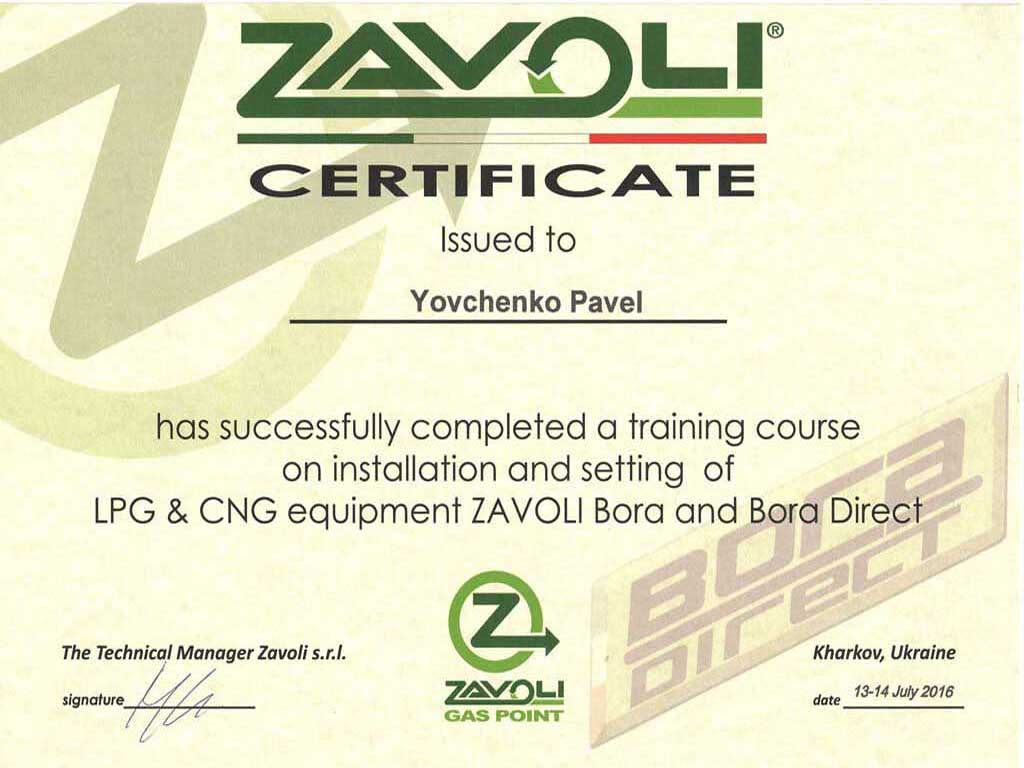 ZAVOLI®
CERTIFICATE
Issued to
Yovchenko Pavel
has successfully completed a training course
on installation and setting of
LPG & CNG equipment ZAVOLI Bora and Bora Direct
Bora
Direct
Z
The Technical Manager Zavoli s.r.l.
Kharkov, Ukraine
signature
ZAVOLI
GAS POINT
date 13-14 July 2016